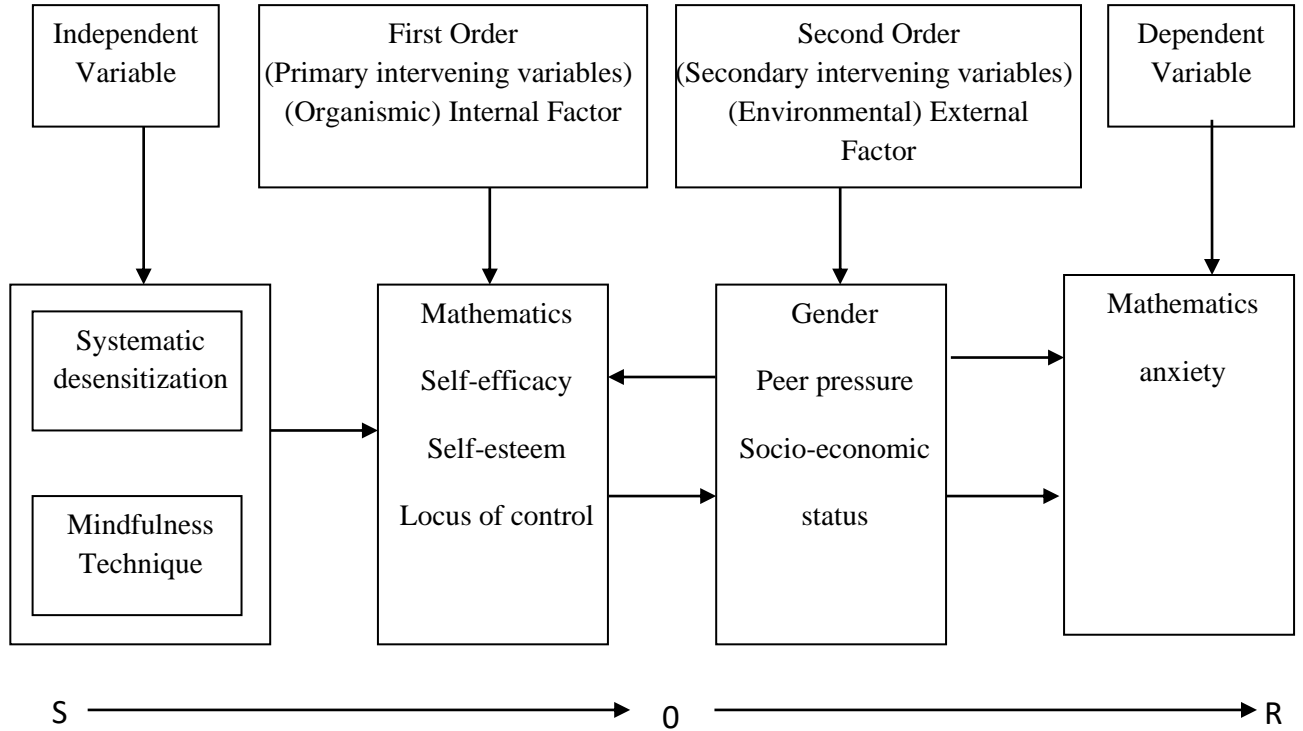 Independent
Variable
First Order
(Primary intervening variables)
(Organismic) Internal Factor
Second Order
(Secondary intervening variables)
(Environmental) External
Factor
Dependent
Variable
Systematic
desensitization
Mindfulness
Technique
Mathematics
Self-efficacy
Self-esteem
Locus of control
Gender
Peer pressure
Socio-economic
status
Mathematics
anxiety
S
0
R